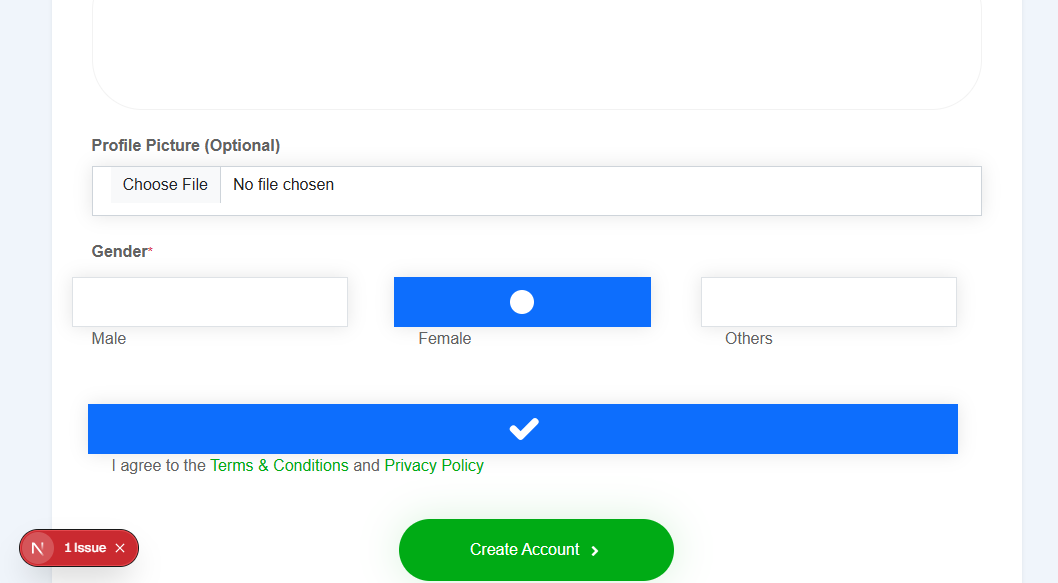 Profile Picture (Optional)
Choose File No file chosen
Gender*
Male Female Others
I agree to the Terms & Conditions and Privacy Policy
Create Account
N 1 Issue